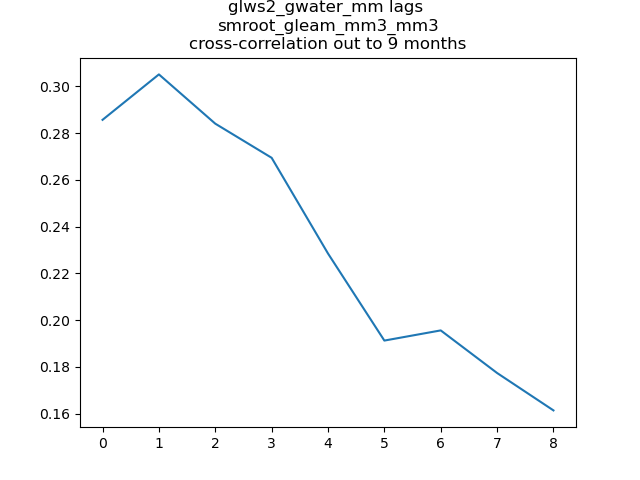 glws2_gwater_mm lags
smroot_gleam_mm3_mm3
cross-correlation out to 9 months
0.30
0.28
0.26
0.24
0.22
0.20
0.18
0.16
0 1 2 3 4 5 6 7 8